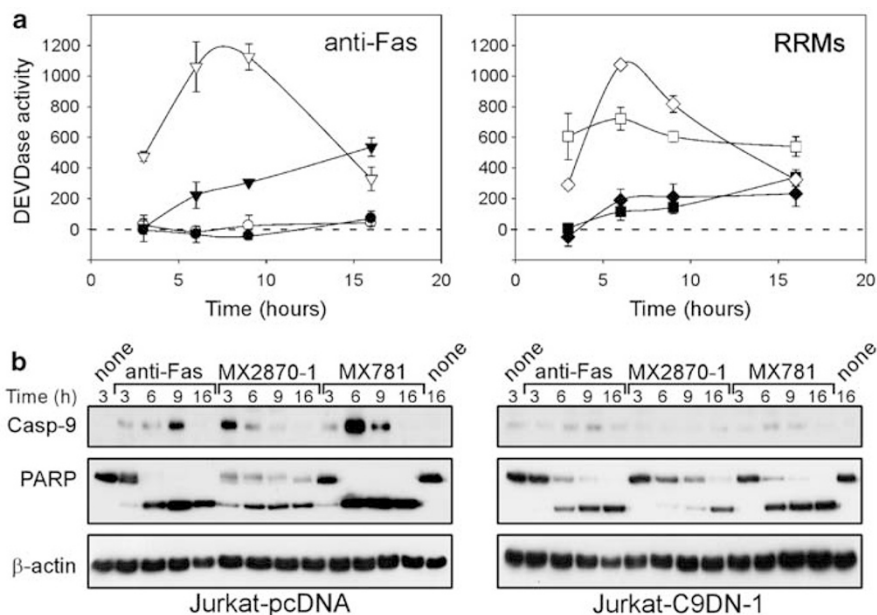 a
anti-Fas
RRMs
DEVDase activity
1200
1000
800
600
400
200
0
0 5 10 15 20
Time (hours)
1200
1000
800
600
400
200
0
0 5 10 15 20
Time (hours)
b
none anti-Fas MX2870-1 MX781 none
Time (h) 3 3 6 9 16 3 6 9 16 3 6 9 16 16
none anti-Fas MX2870-1 MX781 none
3 3 6 9 16 3 6 9 16 3 6 9 16 16
Casp-9
PARP
β-actin
Jurkat-pcDNA
Jurkat-C9DN-1